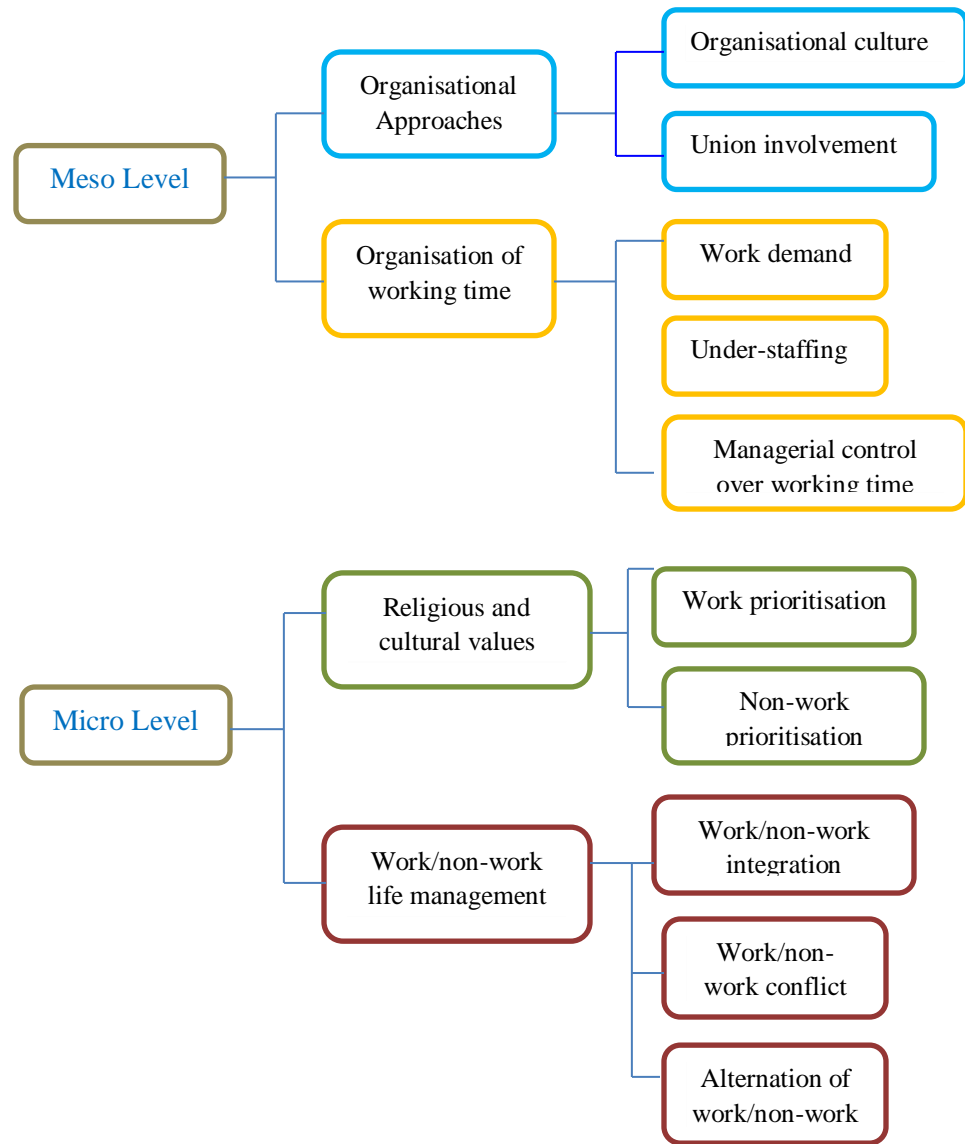 Organisational culture
Organisational
Approaches
Union involvement
Meso Level
Organisation of
working time
Work demand
Under-staffing
Managerial control
over working time
Religious and
cultural values
Work prioritisation
Micro Level
Non-work
prioritisation
Work/non-work
life management
Work/non-work
integration
Work/non-
work conflict
Alternation of
work/non-work